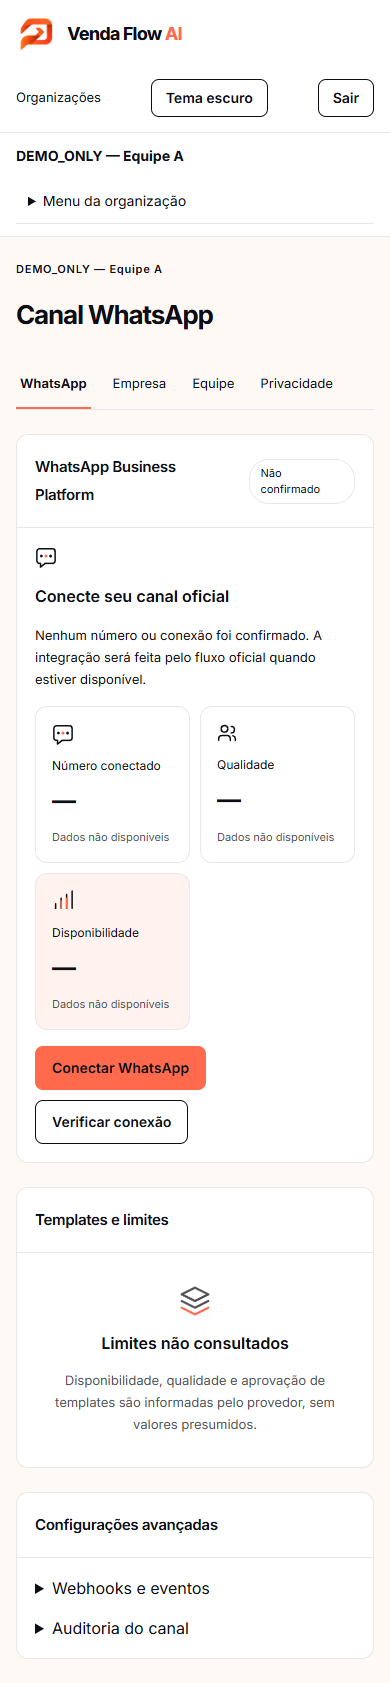 Venda Flow AI
Organizações
Tema escuro
Sair
DEMO_ONLY — Equipe A
Menu da organização
DEMO_ONLY — Equipe A
Canal WhatsApp
WhatsApp
Empresa
Equipe
Privacidade
WhatsApp Business
Platform
Não
confirmado
Conecte seu canal oficial
Nenhum número ou conexão foi confirmado. A
integração será feita pelo fluxo oficial quando
estiver disponível.
Número conectado
—
Dados não disponíveis
Qualidade
—
Dados não disponíveis
Disponibilidade
—
Dados não disponíveis
Conectar WhatsApp
Verificar conexão
Templates e limites
Limites não consultados
Disponibilidade, qualidade e aprovação de
templates são informadas pelo provedor, sem
valores presumidos.
Configurações avançadas
Webhooks e eventos
Auditoria do canal